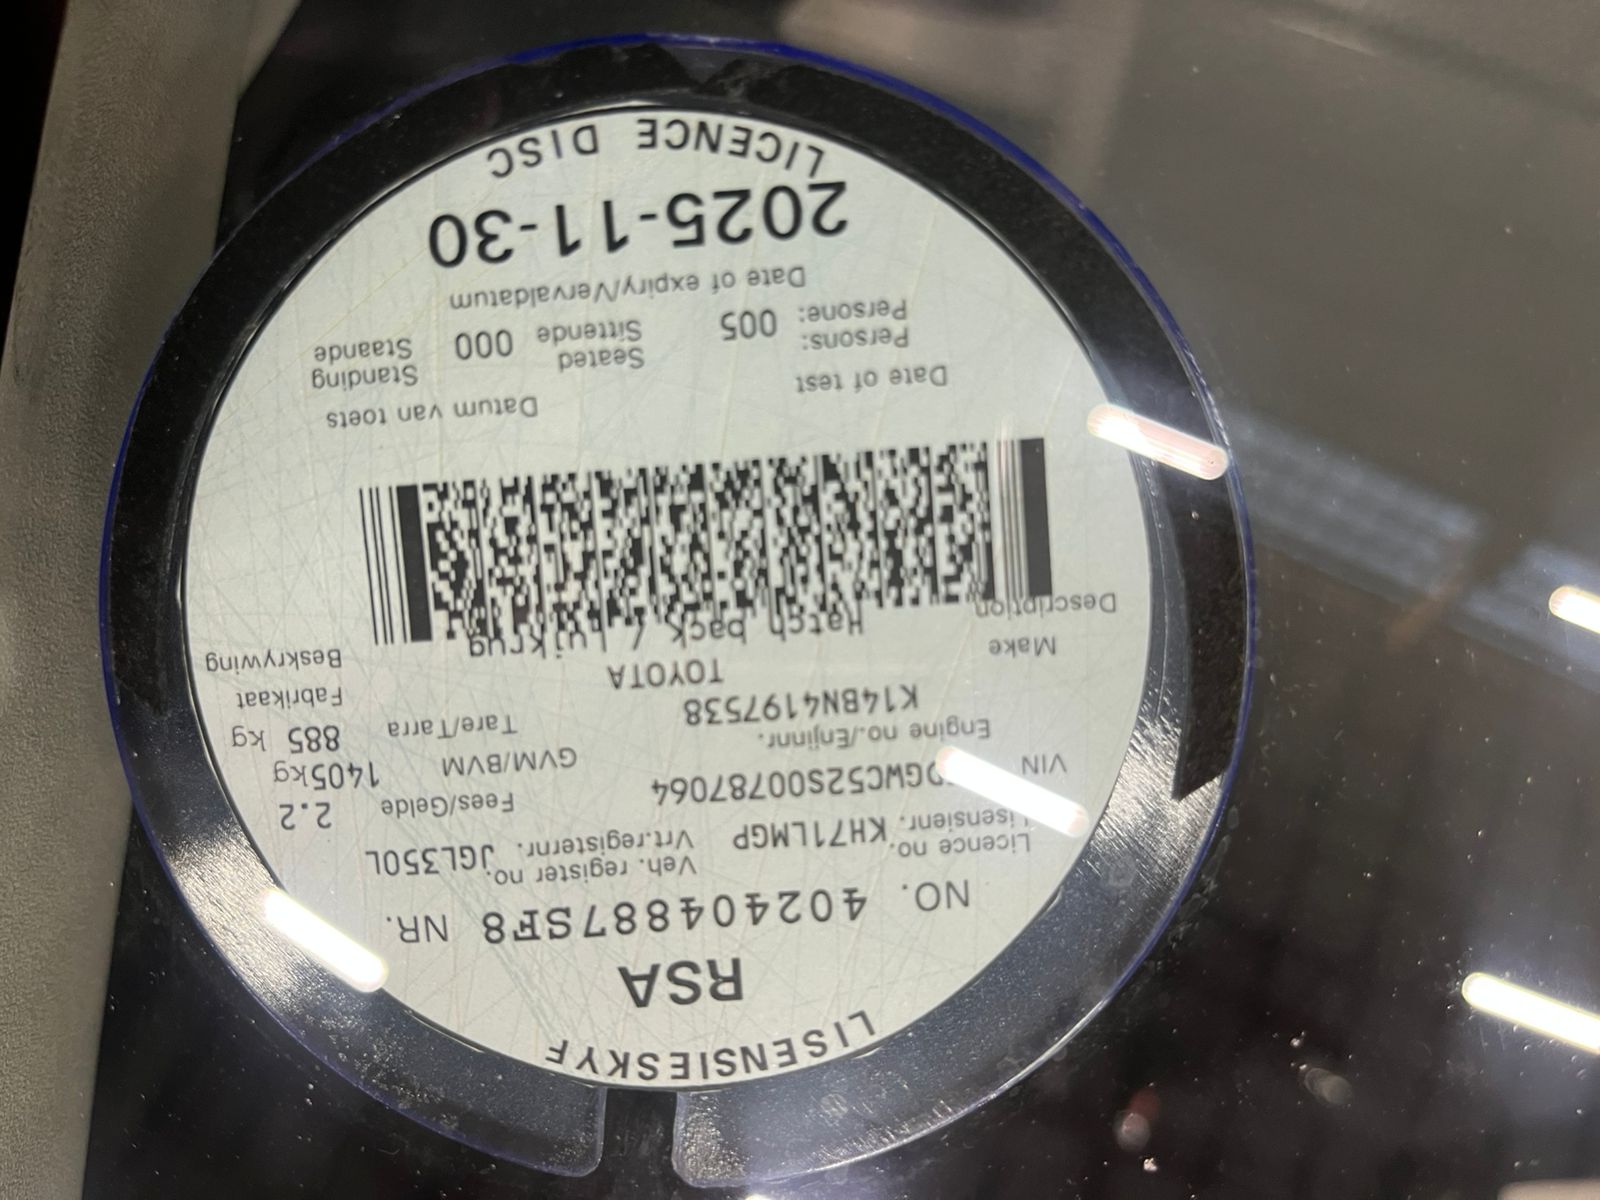 LISENSIESKYF
RSA
NO. 402404887SF8 NR.
Licence no. Lisensienr. KH71LMGP Veh. register no. Vrt.registernr. JGL350L
VIN Fees/Gelde 2.2
Engine no./Enjinnr. K14BN4197538 GVM/BVM 1405kg
Tare/Tarra 885 kg
Make TOYOTA Fabrikaat
Description Hatch back / luikrug Beskrywing
Date of test Datum van toets
Persons: Persone: 005 Seated Sittende 000 Standing Staande
Date of expiry/Vervaldatum
2025-11-30
LICENCE DISC